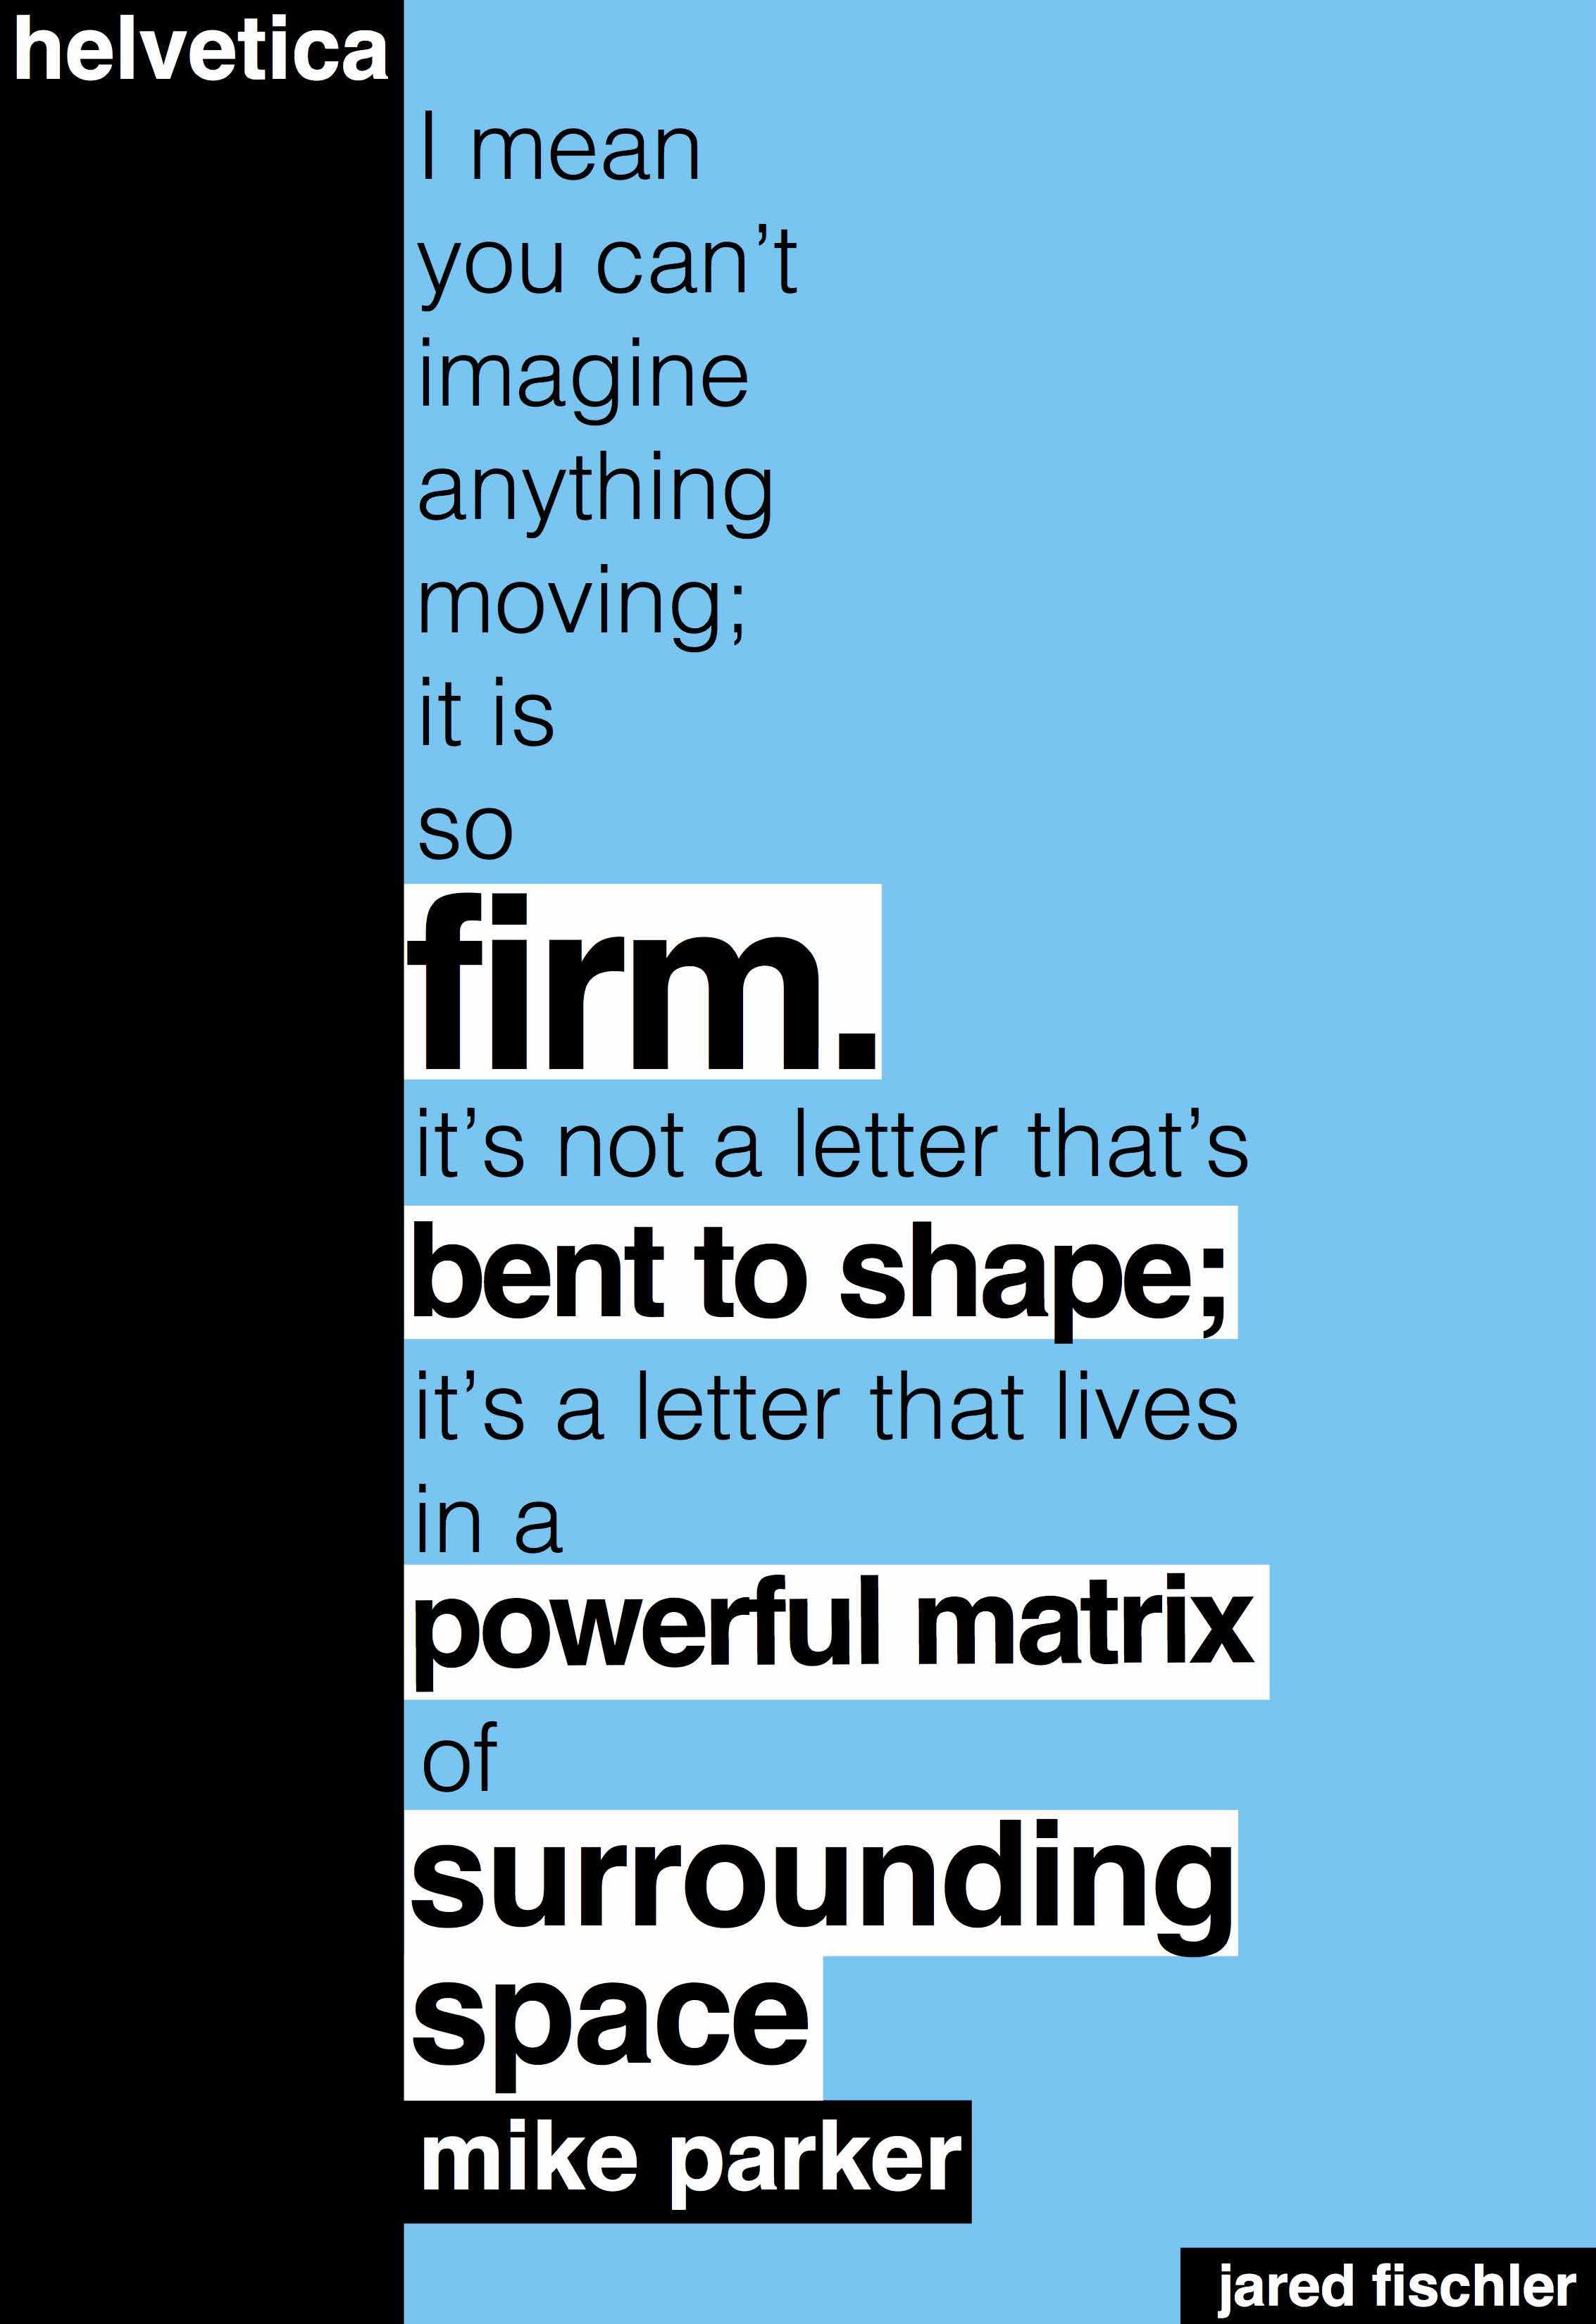 helvetica
I mean
you can’t
imagine
anything
moving;
it is
so
firm.
it’s not a letter that’s
bent to shape;
it’s a letter that lives
in a
powerful matrix
of
surrounding
space
mike parker
jared fischler